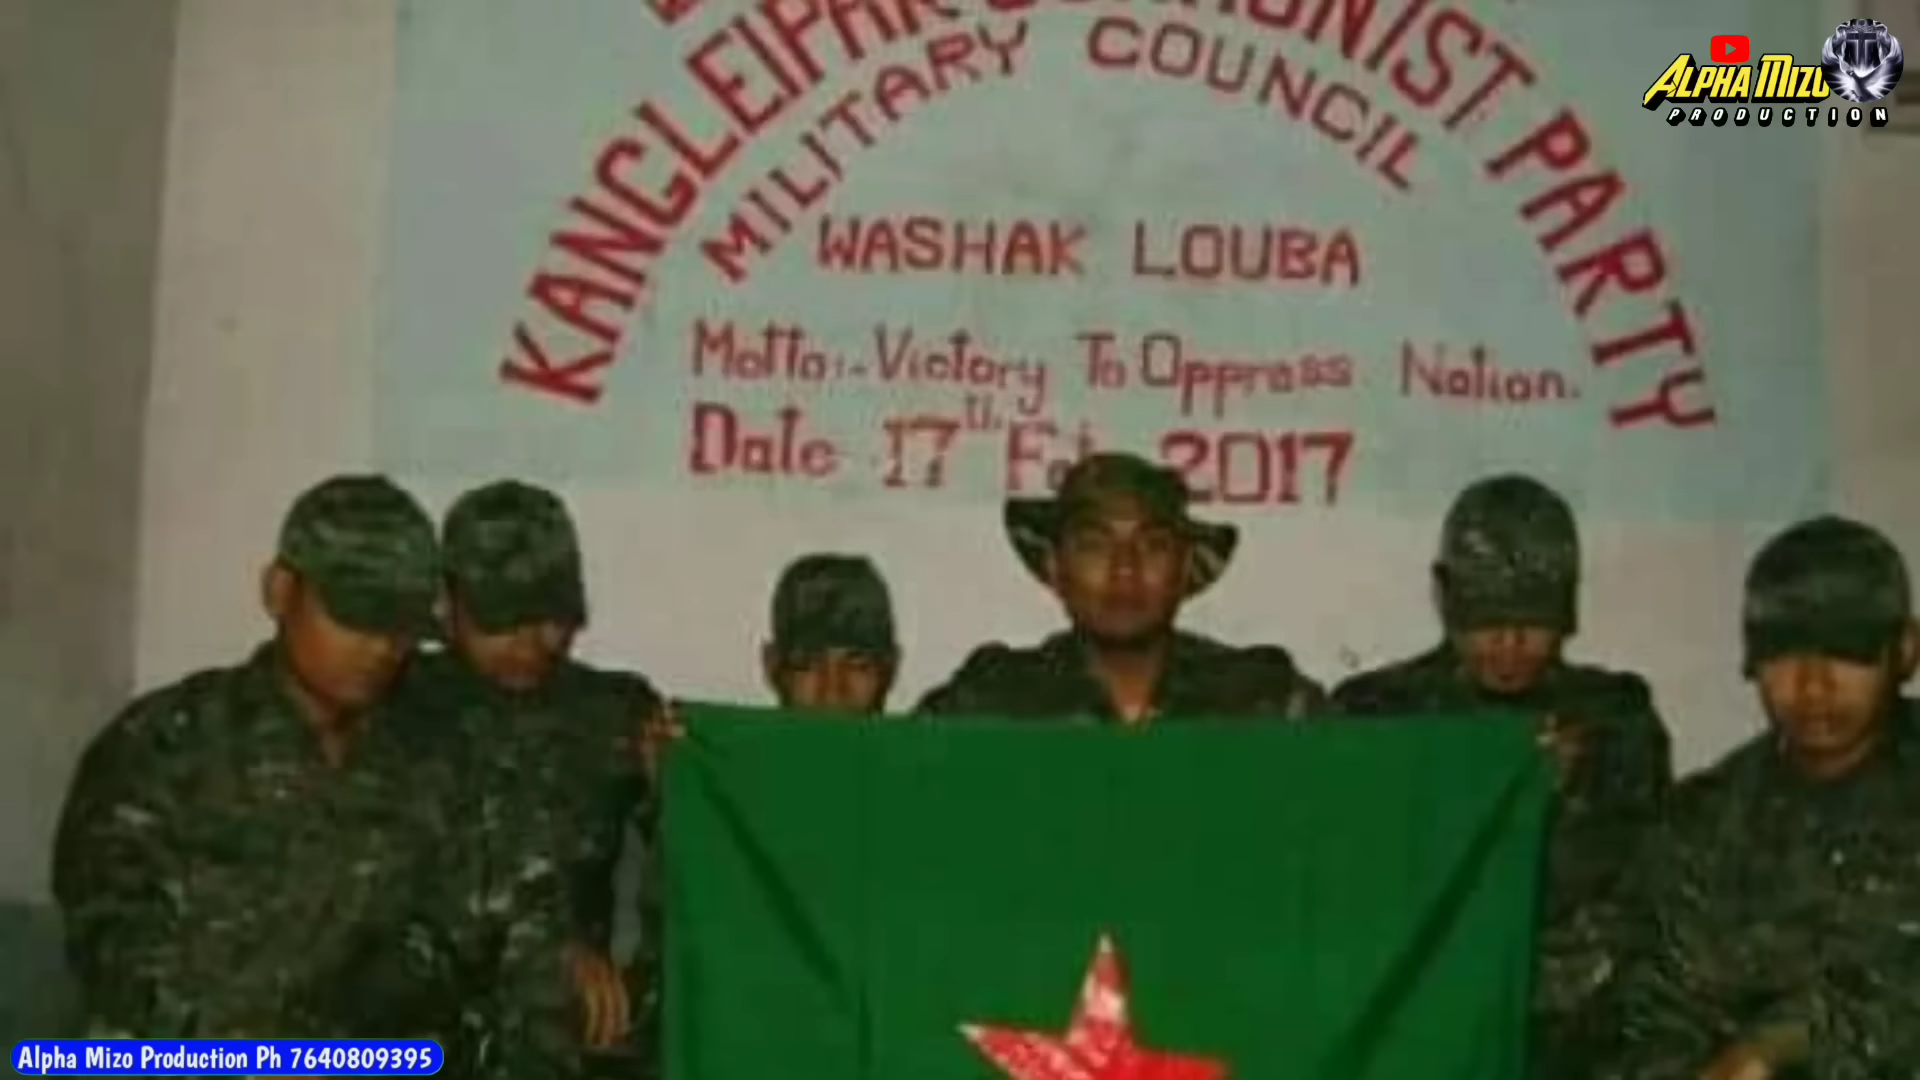 KANGLEIPAK COMMUNIST PARTY
MILITARY COUNCIL
WASHAK LOUBA
Motto:-Victory To Oppress Nation.
Date 17th Feb 2017
ALPHA MIZO
PRODUCTION
Alpha Mizo Production Ph 7640809395